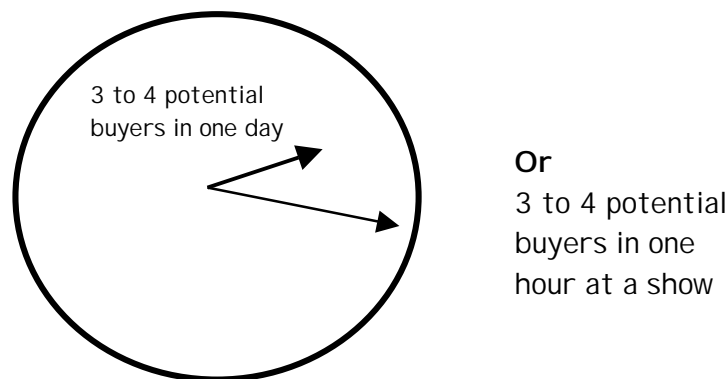 3 to 4 potential
buyers in one day
Or
3 to 4 potential
buyers in one
hour at a show